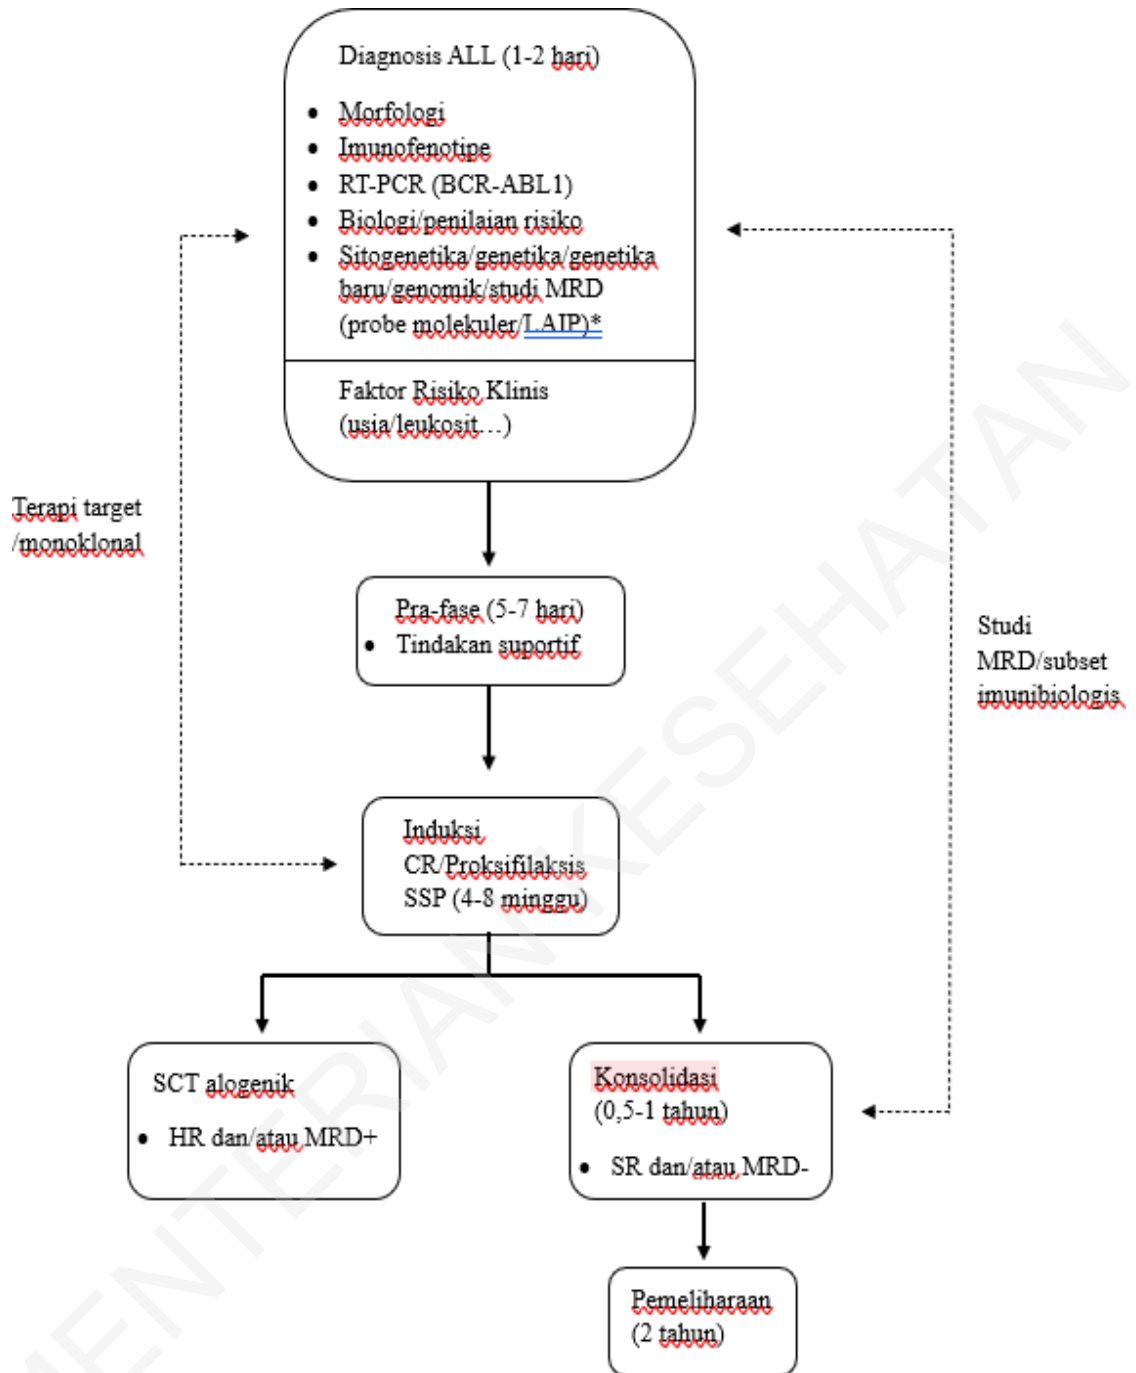 Diagnosis ALL (1-2 hari)
• Morfologi
• Imunofenotipe
• RT-PCR (BCR-ABL1)
• Biologi/penilaian risiko
• Sitogenetika/genetika/genetika
baru/genomik/studi MRD
(probe molekuler/LAIP)*
Faktor Risiko Klinis
(usia/leukosit…)
Terapi target
/monoklonal
Pra-fase (5-7 hari)
• Tindakan suportif
Studi
MRD/subset
imunibiologis
Induksi
CR/Proksifilaksis
SSP (4-8 minggu)
SCT alogenik
• HR dan/atau MRD+
Konsolidasi
(0,5-1 tahun)
• SR dan/atau MRD-
Pemeliharaan
(2 tahun)
MENTERIAN KESEHATAN